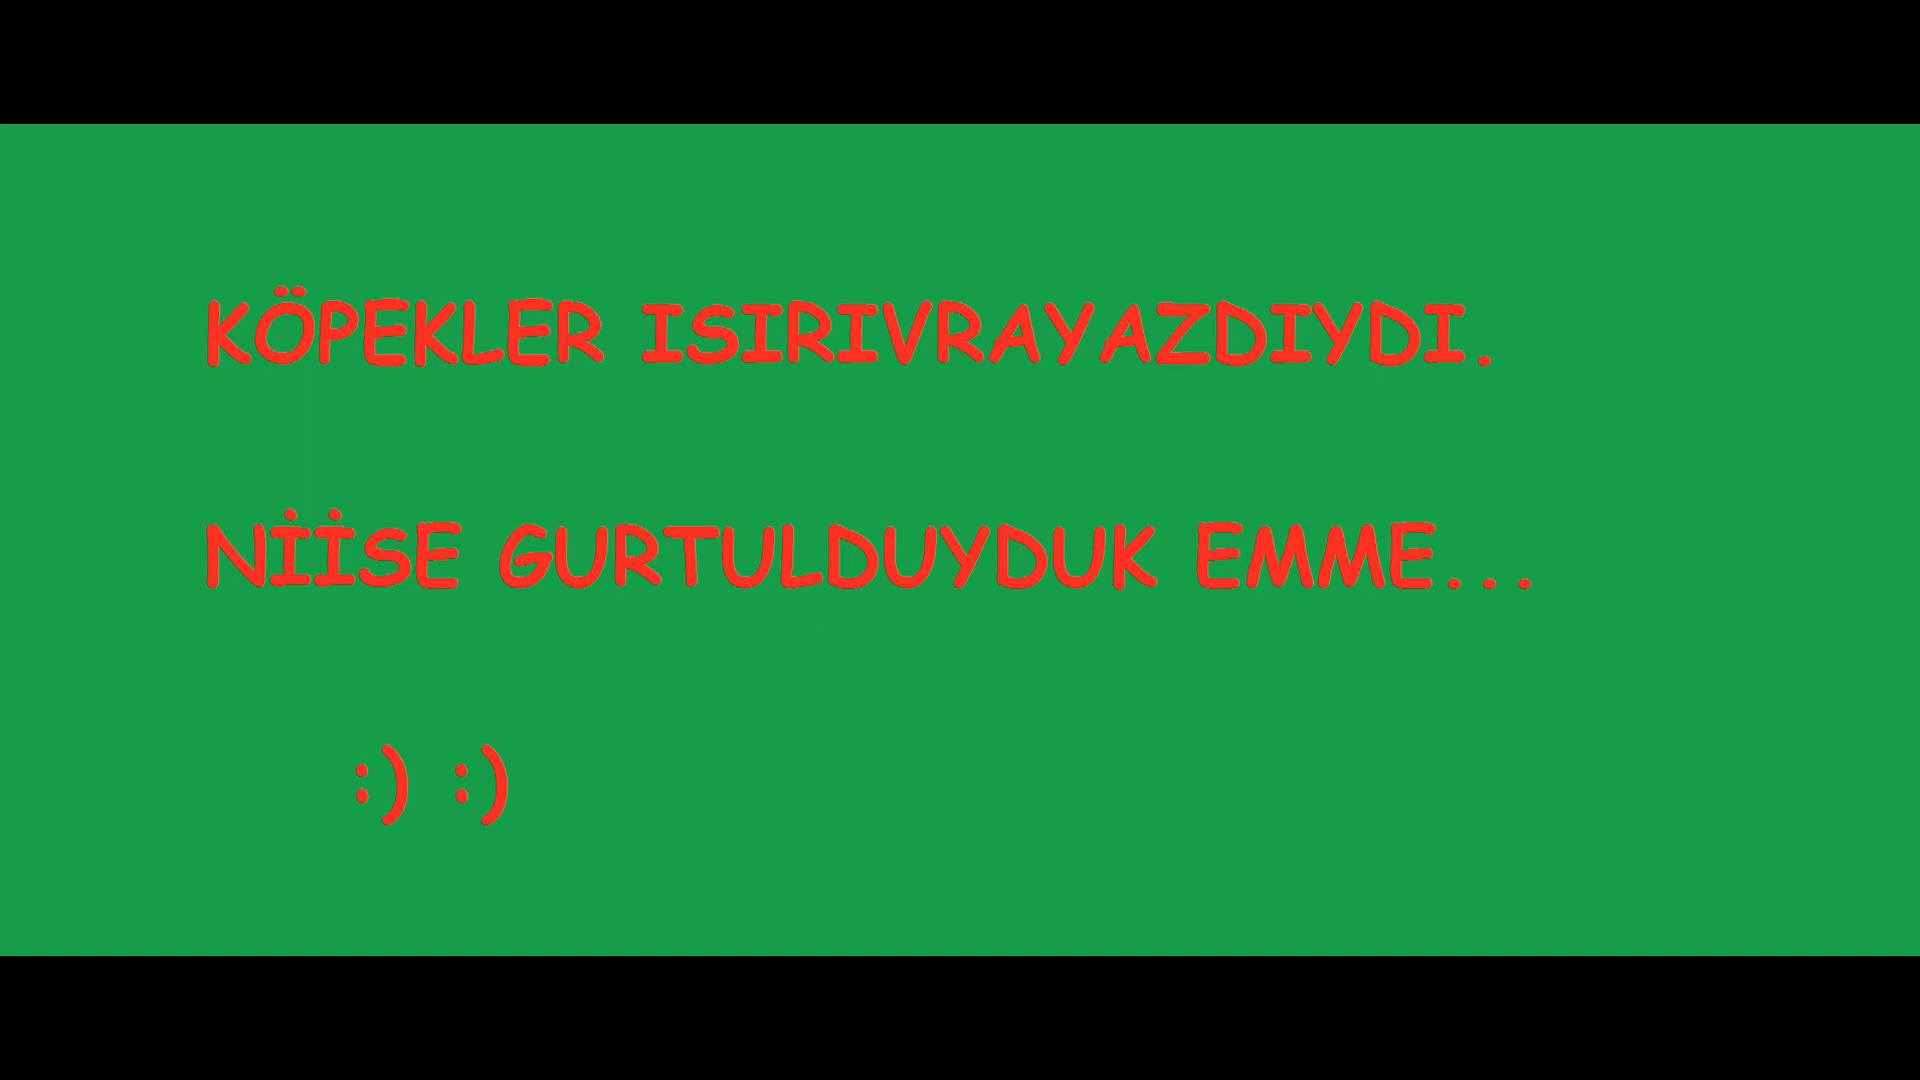 KÖPEKLER ISIRIVRAYAZDIYDI.
NİİSE GURTULDUYDUK EMME...
:) :)